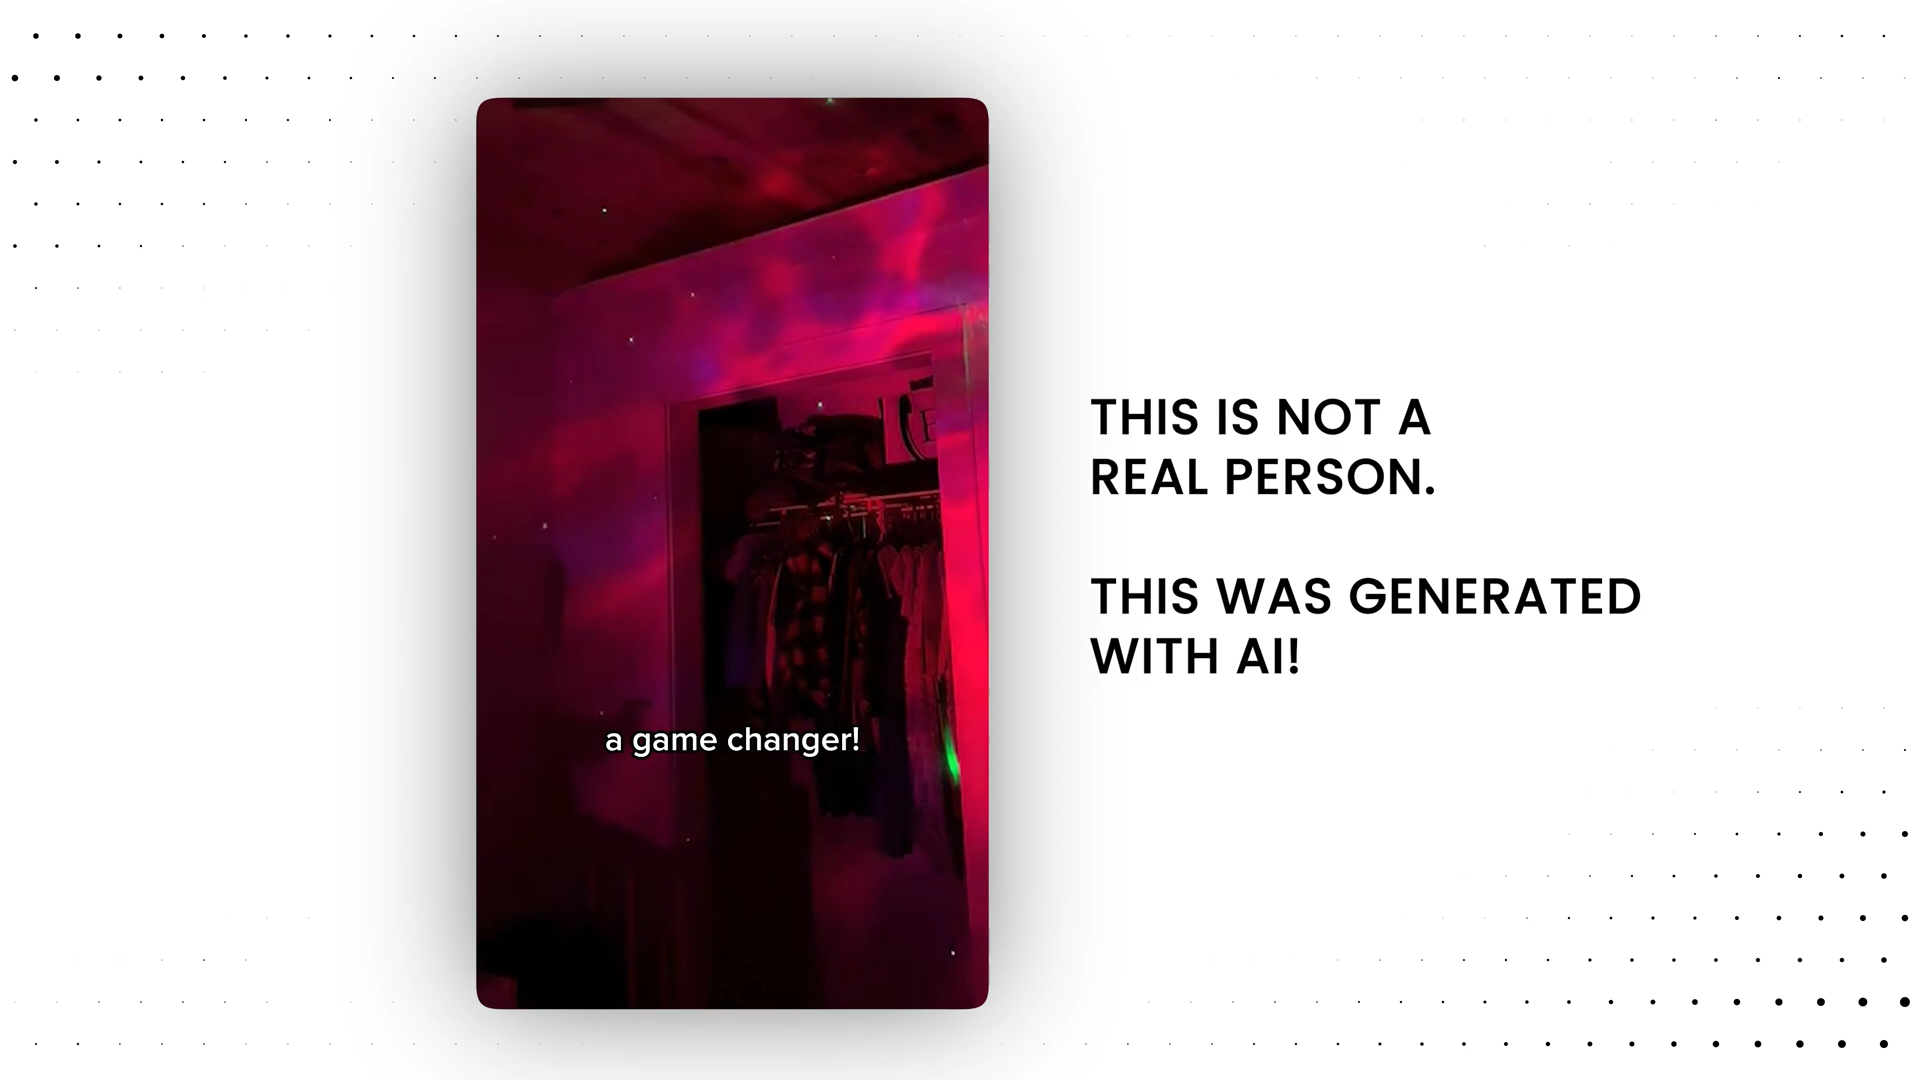 a game changer!
THIS IS NOT A
REAL PERSON.
THIS WAS GENERATED
WITH AI!